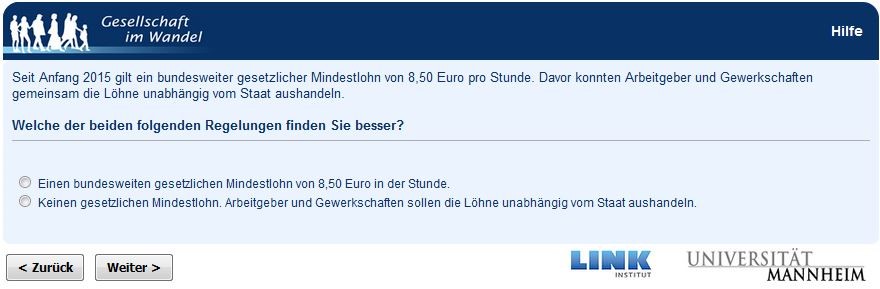 Gesellschaft
im Wandel
Hilfe
Seit Anfang 2015 gilt ein bundesweiter gesetzlicher Mindestlohn von 8,50 Euro pro Stunde. Davor konnten Arbeitgeber und Gewerkschaften
gemeinsam die Löhne unabhängig vom Staat aushandeln.
Welche der beiden folgenden Regelungen finden Sie besser?
Einen bundesweiten gesetzlichen Mindestlohn von 8,50 Euro in der Stunde.
Keinen gesetzlichen Mindestlohn. Arbeitgeber und Gewerkschaften sollen die Löhne unabhängig vom Staat aushandeln.
< Zurück
Weiter >
LINK
INSTITUT
UNIVERSITÄT
MANNHEIM